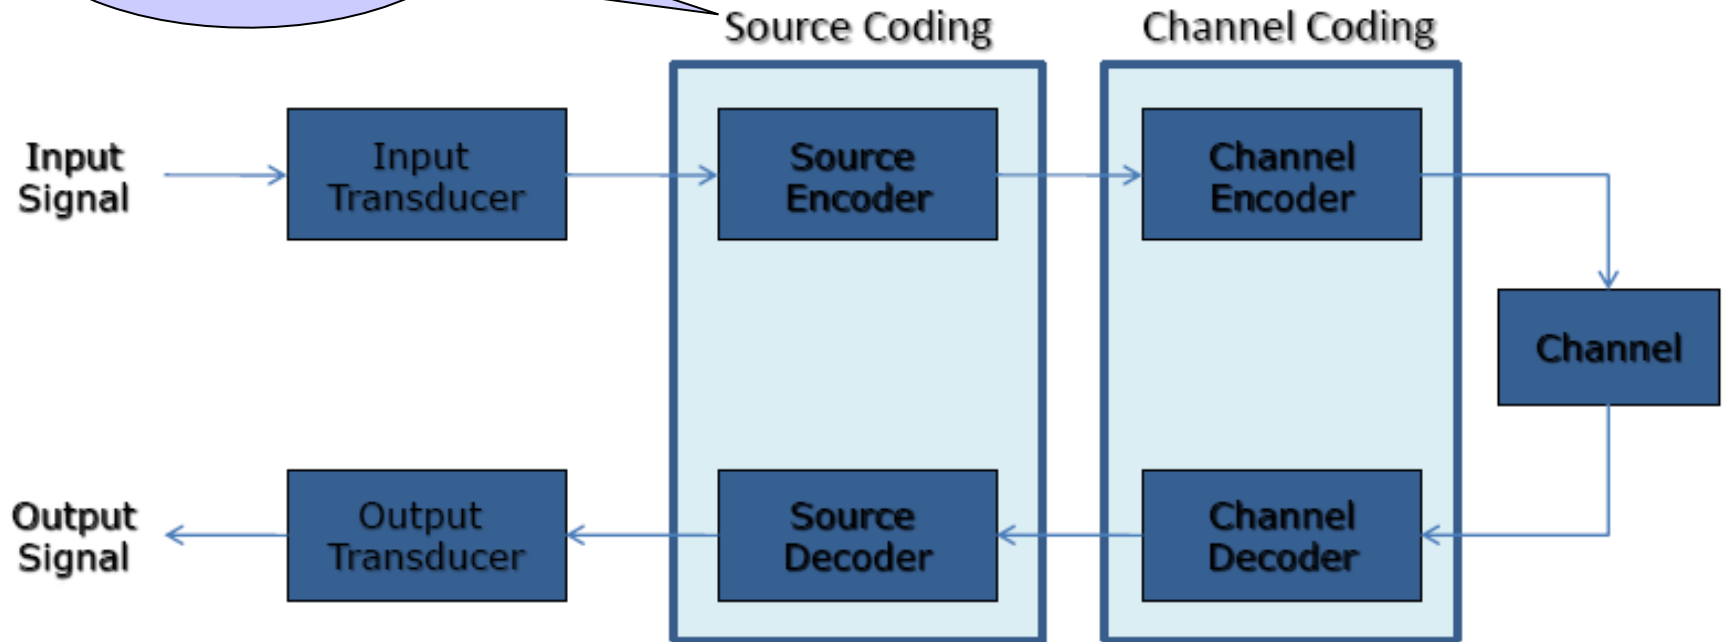 Source Coding
Channel Coding
Input
Signal
Input
Transducer
Source
Encoder
Channel
Encoder
Channel
Output
Signal
Output
Transducer
Source
Decoder
Channel
Decoder